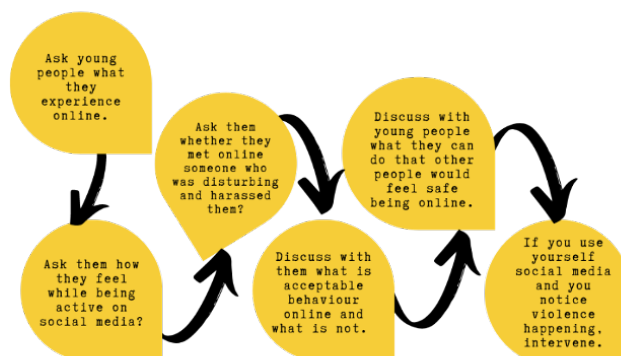 Ask young
people what
they
experience
online.
Ask them how
they feel
while being
active on
social media?
Ask them
whether they
met online
someone who
was disturbing
and harassed
them?
Discuss with
them what is
acceptable
behaviour
online and
what is not.
Discuss with
young people
what they can
do that other
people would
feel safe
being online.
If you use
yourself
social media
and you
notice
violence
happening,
intervene.